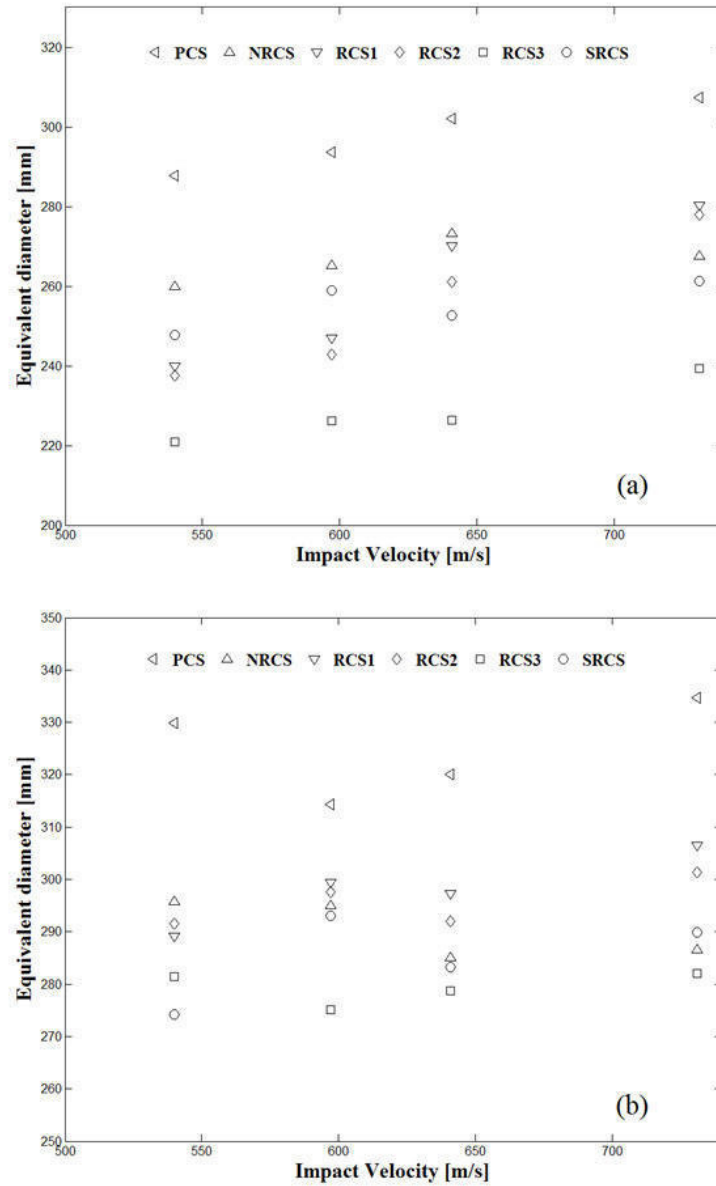 320
PCS NRCS RCS1 RCS2 RCS3 SRCS
300
280
260
240
220
200
Equivalent diameter [mm]
(a)
500 550 600 650 700
Impact Velocity [m/s]
350
340
PCS NRCS RCS1 RCS2 RCS3 SRCS
330
320
310
300
290
280
270
260
250
Equivalent diameter [mm]
(b)
500 550 600 650 700
Impact Velocity [m/s]